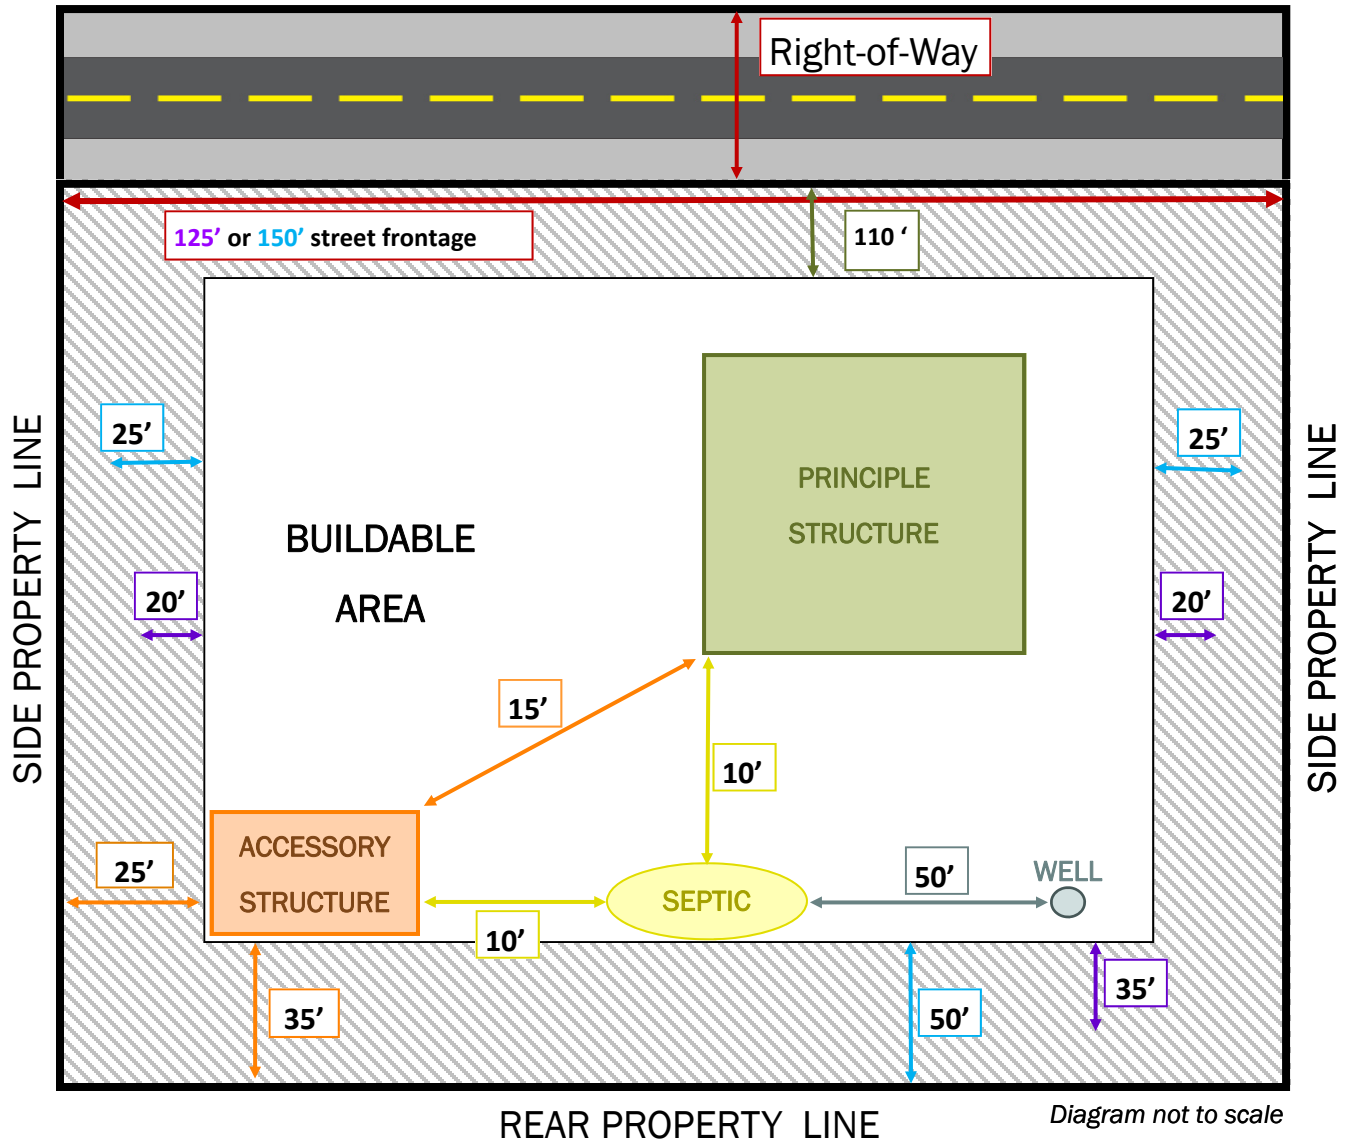 Right-of-Way
125’ or 150’ street frontage
110 ‘
25’
25’
PRINCIPLE
STRUCTURE
BUILDABLE
AREA
20’
20’
SIDE PROPERTY LINE
SIDE PROPERTY LINE
15’
10’
ACCESSORY
STRUCTURE
25’
SEPTIC
50’
WELL
10’
35’
50’
35’
REAR PROPERTY LINE
Diagram not to scale